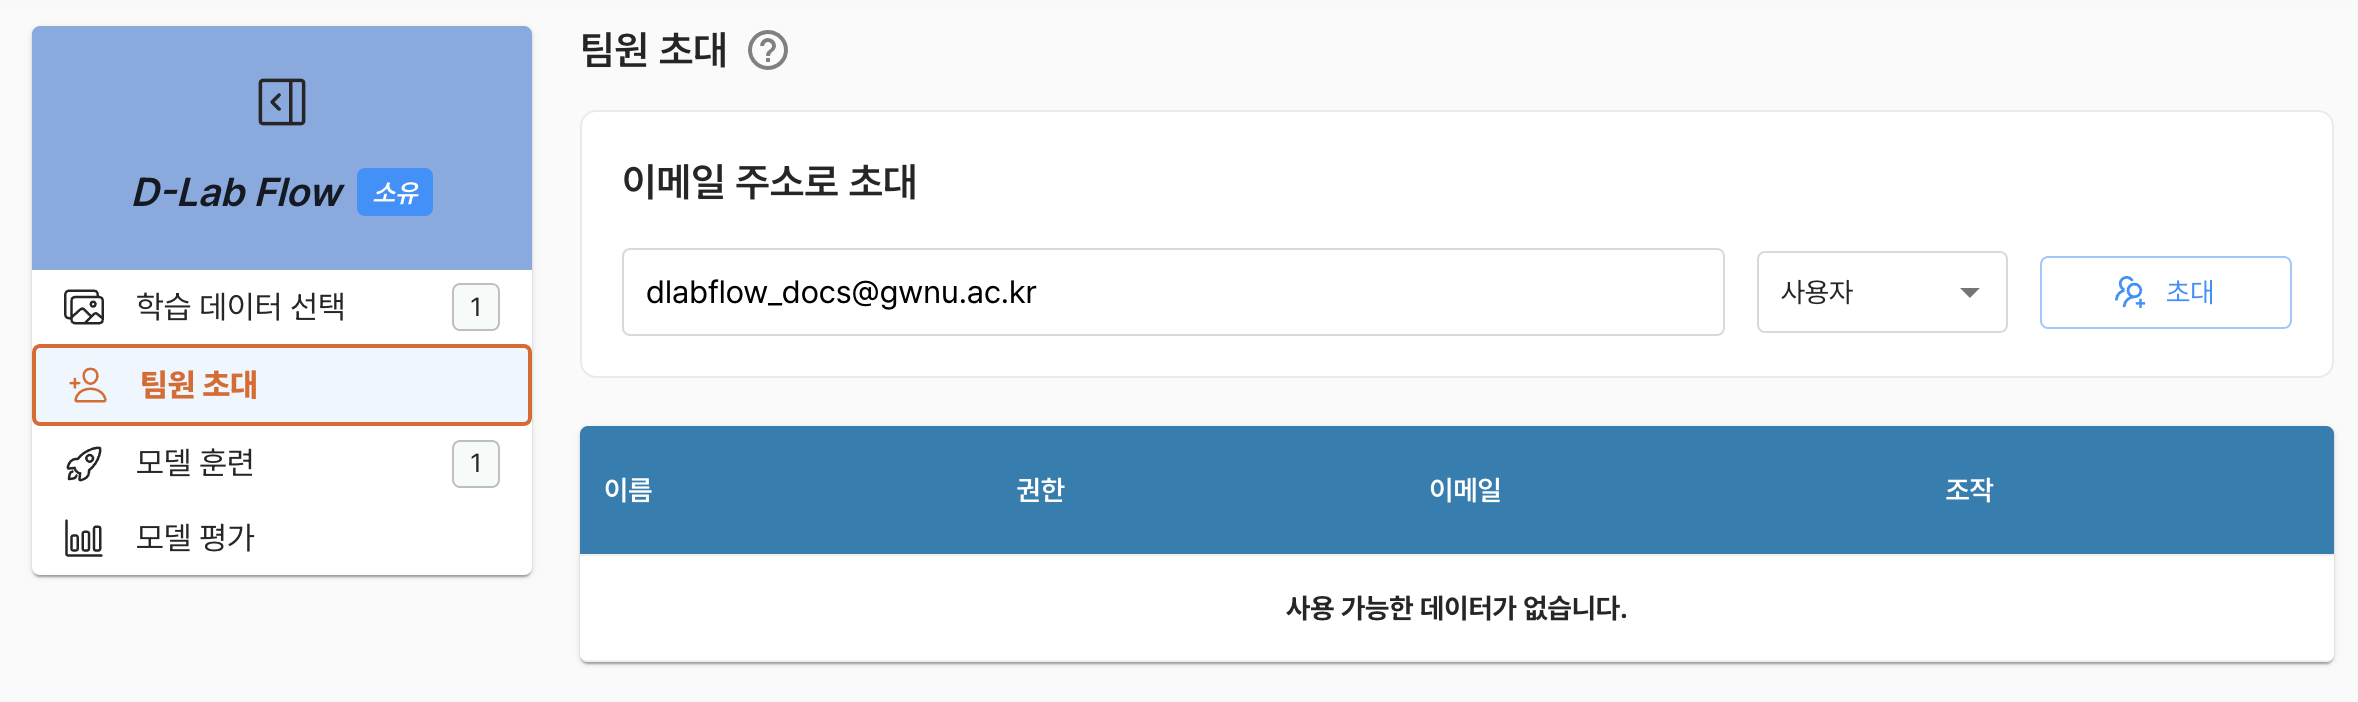 D-Lab Flow 소유
학습 데이터 선택 1
팀원 초대
모델 훈련 1
모델 평가
팀원 초대 ?
이메일 주소로 초대
dlabflow_docs@gwnu.ac.kr 사용자 초대
이름 권한 이메일 조작
사용 가능한 데이터가 없습니다.